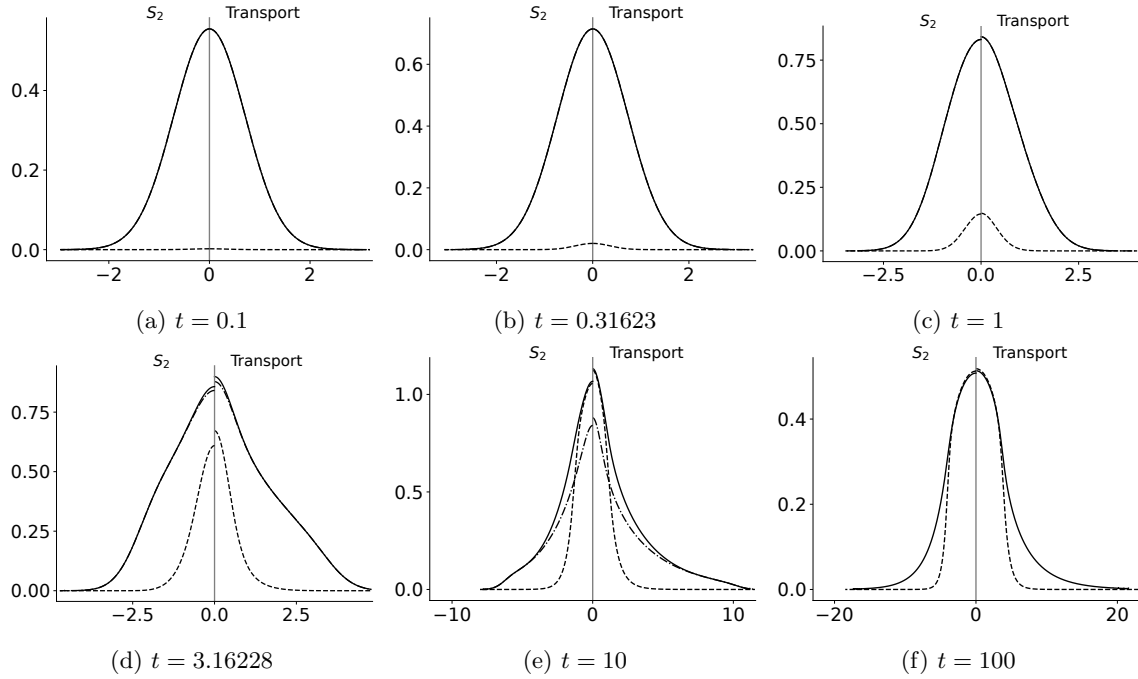 S₂ Transport
0.4
0.2
0.0
−2 0 2
(a) t = 0.1
S₂ Transport
0.6
0.4
0.2
0.0
−2 0 2
(b) t = 0.31623
S₂ Transport
0.75
0.50
0.25
0.00
−2.5 0.0 2.5
(c) t = 1
S₂ Transport
0.75
0.50
0.25
0.00
−2.5 0.0 2.5
(d) t = 3.16228
S₂ Transport
1.0
0.5
0.0
−10 0 10
(e) t = 10
S₂ Transport
0.4
0.2
0.0
−20 0 20
(f) t = 100